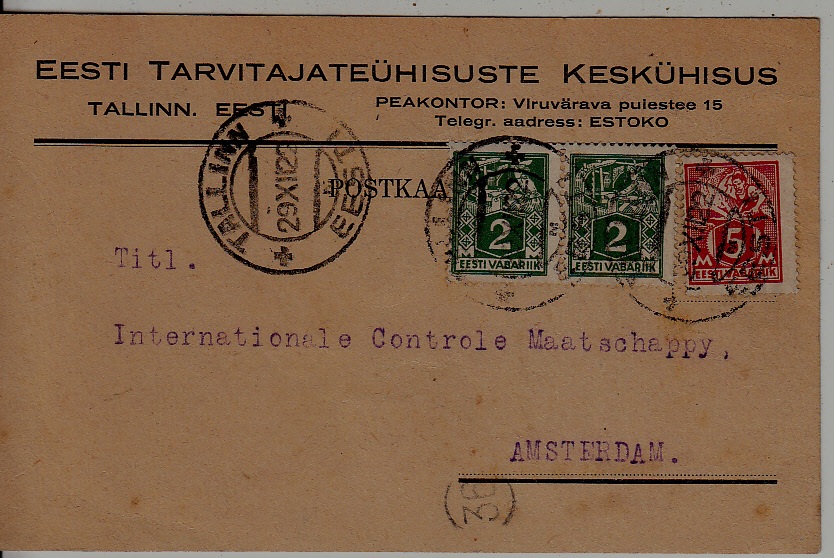 EESTI TARVITAJATEÜHISUSTE KESKÜHISUS
TALLINN. EESTI
PEAKONTOR: Viruvärava puiestee 15
Telegr. aadress: ESTOKO
TALLINN
EESTI
POSTKAA
2
EESTI VABARIIK
2
EESTI VABARIIK
5
M M
EESTI VABARIIK
Titl.
Internationale Controle Maatschappy,
AMSTERDAM.